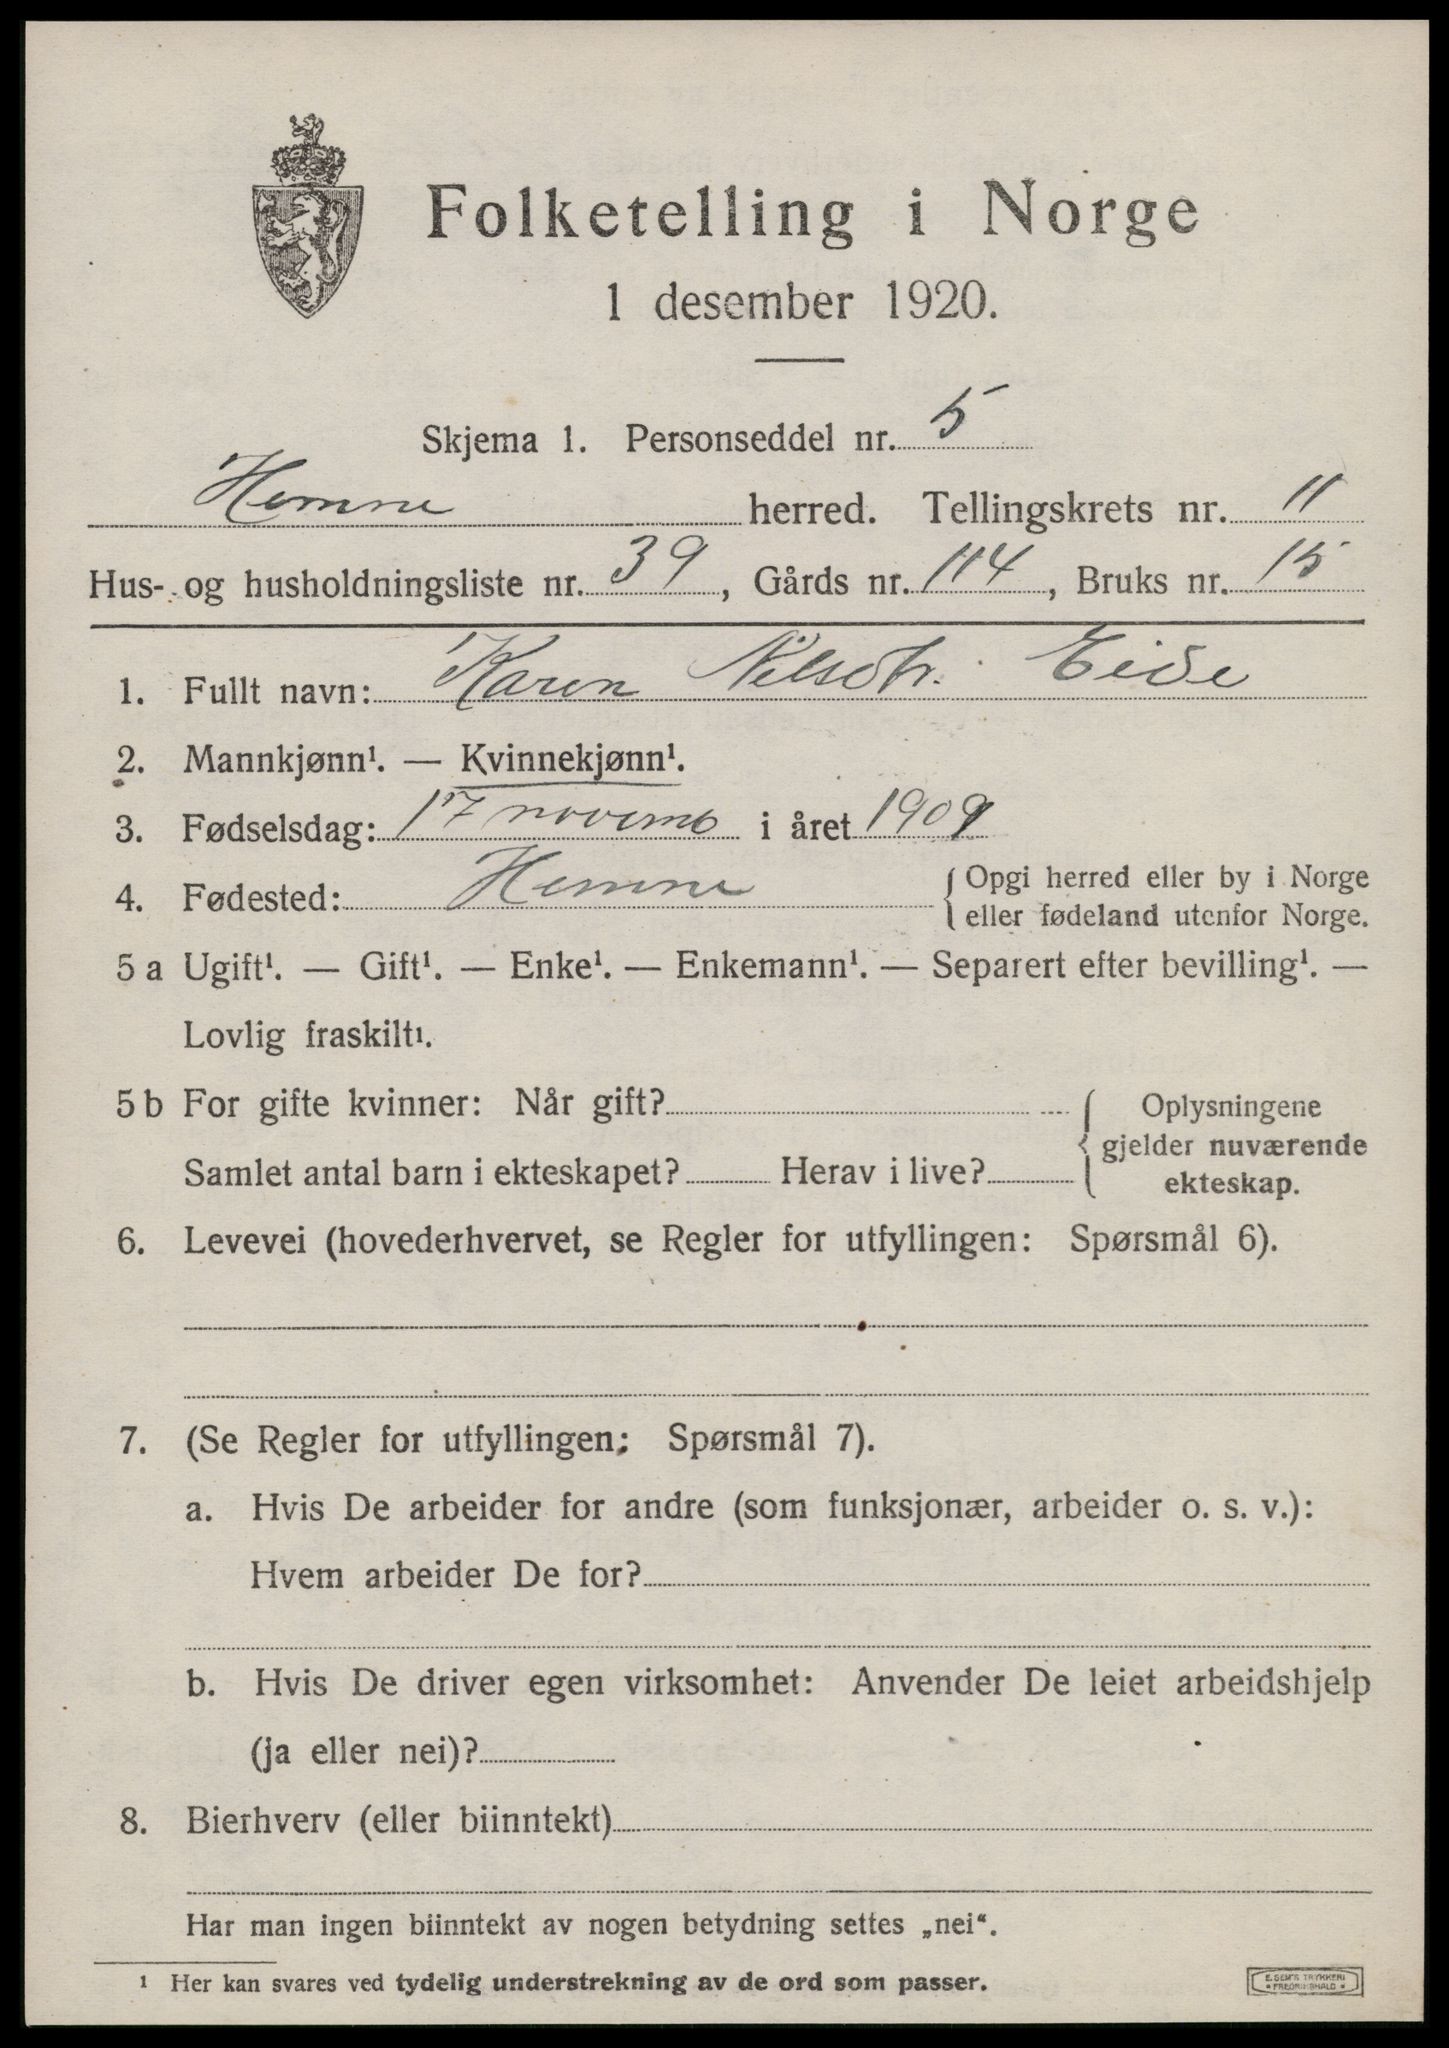 Folketelling i Norge
1 desember 1920.
Skjema 1. Personseddel nr. 5
Hemne herred. Tellingskrets nr. 11
Hus- og husholdningsliste nr. 39, Gårds nr. 114, Bruks nr. 15
1. Fullt navn: Karen Nilsdtr. Eide
2. Mannkjønn¹. — Kvinnekjønn¹.
3. Fødselsdag: 17 novemb i året 1909
4. Fødested: Hemne { Opgi herred eller by i Norge
eller fødeland utenfor Norge.
5 a Ugift¹. — Gift¹. — Enke¹. — Enkemann¹. — Separert efter bevilling¹. —
Lovlig fraskilt¹.
5 b For gifte kvinner: Når gift? { Oplysningene
gjelder nuværende
Samlet antal barn i ekteskapet? Herav i live? ekteskap.
6. Levevei (hovederhvervet, se Regler for utfyllingen: Spørsmål 6).
7. (Se Regler for utfyllingen: Spørsmål 7).
a. Hvis De arbeider for andre (som funksjonær, arbeider o. s. v.):
Hvem arbeider De for?
b. Hvis De driver egen virksomhet: Anvender De leiet arbeidshjelp
(ja eller nei)?
8. Bierhverv (eller biinntekt)
Har man ingen biinntekt av nogen betydning settes „nei“.
¹ Her kan svares ved tydelig understrekning av de ord som passer.
E. SEM'S TRYKKERI
FREDRIKSHALD